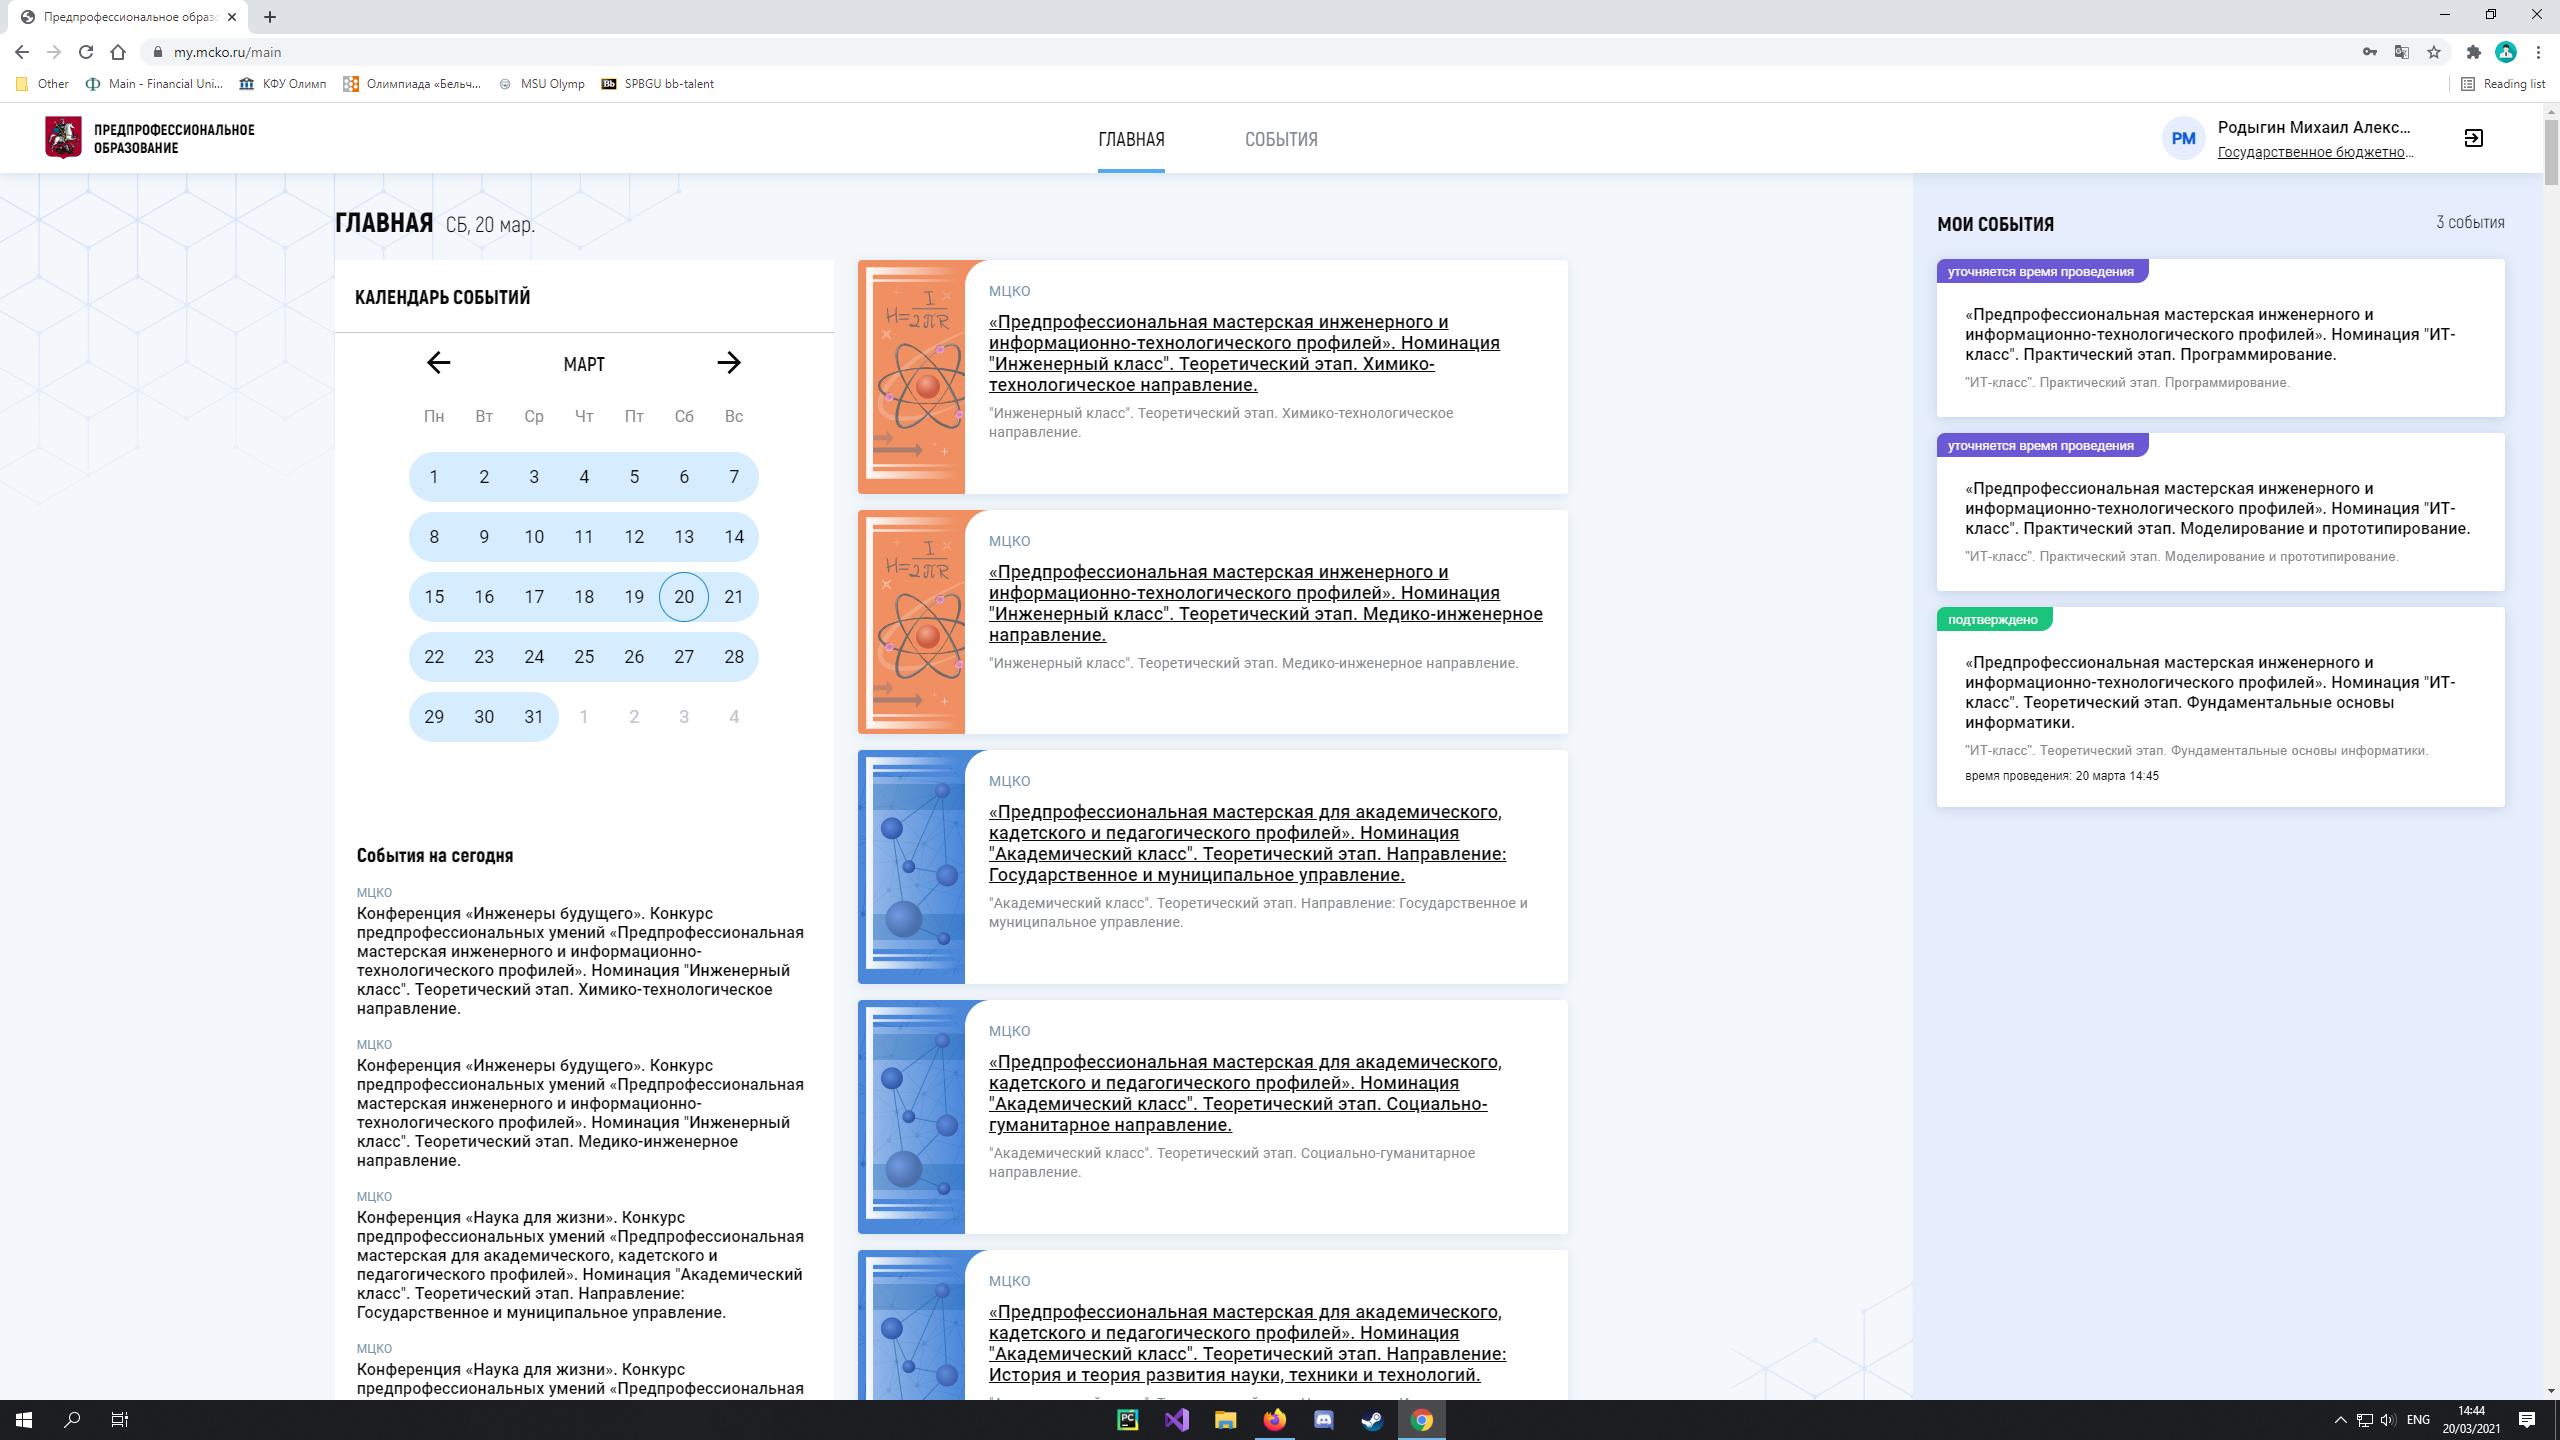 Предпрофессиональное образо
my.mcko.ru/main
Other
Main - Financial Uni...
КФУ Олимп
Олимпиада «Бельч...
MSU Olymp
Bb
SPBGU bb-talent
Reading list
ПРЕДПРОФЕССИОНАЛЬНОЕ
ОБРАЗОВАНИЕ
ГЛАВНАЯ
СОБЫТИЯ
РМ
Родыгин Михаил Алекс...
Государственное бюджетно...
ГЛАВНАЯ СБ, 20 мар.
КАЛЕНДАРЬ СОБЫТИЙ
МАРТ
Пн Вт Ср Чт Пт Сб Вс
1 2 3 4 5 6 7
8 9 10 11 12 13 14
15 16 17 18 19 20 21
22 23 24 25 26 27 28
29 30 31 1 2 3 4
События на сегодня
МЦКО
Конференция «Инженеры будущего». Конкурс
предпрофессиональных умений «Предпрофессиональная
мастерская инженерного и информационно-
технологического профилей». Номинация "Инженерный
класс". Теоретический этап. Химико-технологическое
направление.
МЦКО
Конференция «Инженеры будущего». Конкурс
предпрофессиональных умений «Предпрофессиональная
мастерская инженерного и информационно-
технологического профилей». Номинация "Инженерный
класс". Теоретический этап. Медико-инженерное
направление.
МЦКО
Конференция «Наука для жизни». Конкурс
предпрофессиональных умений «Предпрофессиональная
мастерская для академического, кадетского и
педагогического профилей». Номинация "Академический
класс". Теоретический этап. Направление:
Государственное и муниципальное управление.
МЦКО
Конференция «Наука для жизни». Конкурс
предпрофессиональных умений «Предпрофессиональная
H= I
2πR
МЦКО
«Предпрофессиональная мастерская инженерного и
информационно-технологического профилей». Номинация
"Инженерный класс". Теоретический этап. Химико-
технологическое направление.
"Инженерный класс". Теоретический этап. Химико-технологическое
направление.
H= I
2πR
МЦКО
«Предпрофессиональная мастерская инженерного и
информационно-технологического профилей». Номинация
"Инженерный класс". Теоретический этап. Медико-инженерное
направление.
"Инженерный класс". Теоретический этап. Медико-инженерное направление.
МЦКО
«Предпрофессиональная мастерская для академического,
кадетского и педагогического профилей». Номинация
"Академический класс". Теоретический этап. Направление:
Государственное и муниципальное управление.
"Академический класс". Теоретический этап. Направление: Государственное и
муниципальное управление.
МЦКО
«Предпрофессиональная мастерская для академического,
кадетского и педагогического профилей». Номинация
"Академический класс". Теоретический этап. Социально-
гуманитарное направление.
"Академический класс". Теоретический этап. Социально-гуманитарное
направление.
МЦКО
«Предпрофессиональная мастерская для академического,
кадетского и педагогического профилей». Номинация
"Академический класс". Теоретический этап. Направление:
История и теория развития науки, техники и технологий.
МОИ СОБЫТИЯ
3 события
уточняется время проведения
«Предпрофессиональная мастерская инженерного и
информационно-технологического профилей». Номинация "ИТ-
класс". Практический этап. Программирование.
"ИТ-класс". Практический этап. Программирование.
уточняется время проведения
«Предпрофессиональная мастерская инженерного и
информационно-технологического профилей». Номинация "ИТ-
класс". Практический этап. Моделирование и прототипирование.
"ИТ-класс". Практический этап. Моделирование и прототипирование.
подтверждено
«Предпрофессиональная мастерская инженерного и
информационно-технологического профилей». Номинация "ИТ-
класс". Теоретический этап. Фундаментальные основы
информатики.
"ИТ-класс". Теоретический этап. Фундаментальные основы информатики.
время проведения: 20 марта 14:45
PC
ENG
14:44
20/03/2021